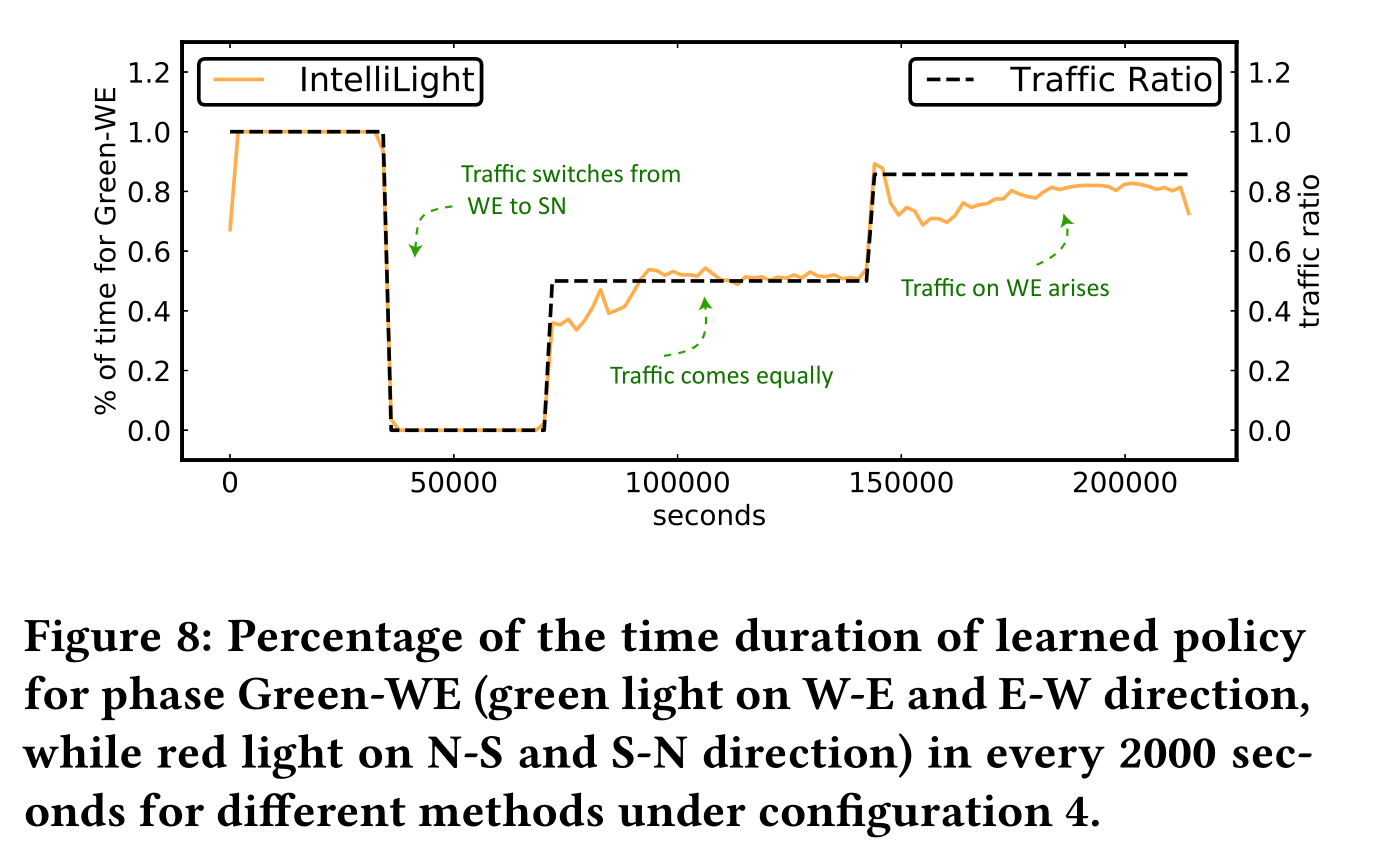 IntelliLight
Traffic Ratio
% of time for Green-WE
1.2
1.0
0.8
0.6
0.4
0.2
0.0
Traffic switches from
WE to SN
Traffic comes equally
Traffic on WE arises
1.2
1.0
0.8
0.6
0.4
0.2
0.0
traffic ratio
0 50000 100000 150000 200000
seconds
Figure 8: Percentage of the time duration of learned policy
for phase Green-WE (green light on W-E and E-W direction,
while red light on N-S and S-N direction) in every 2000 sec-
onds for different methods under configuration 4.